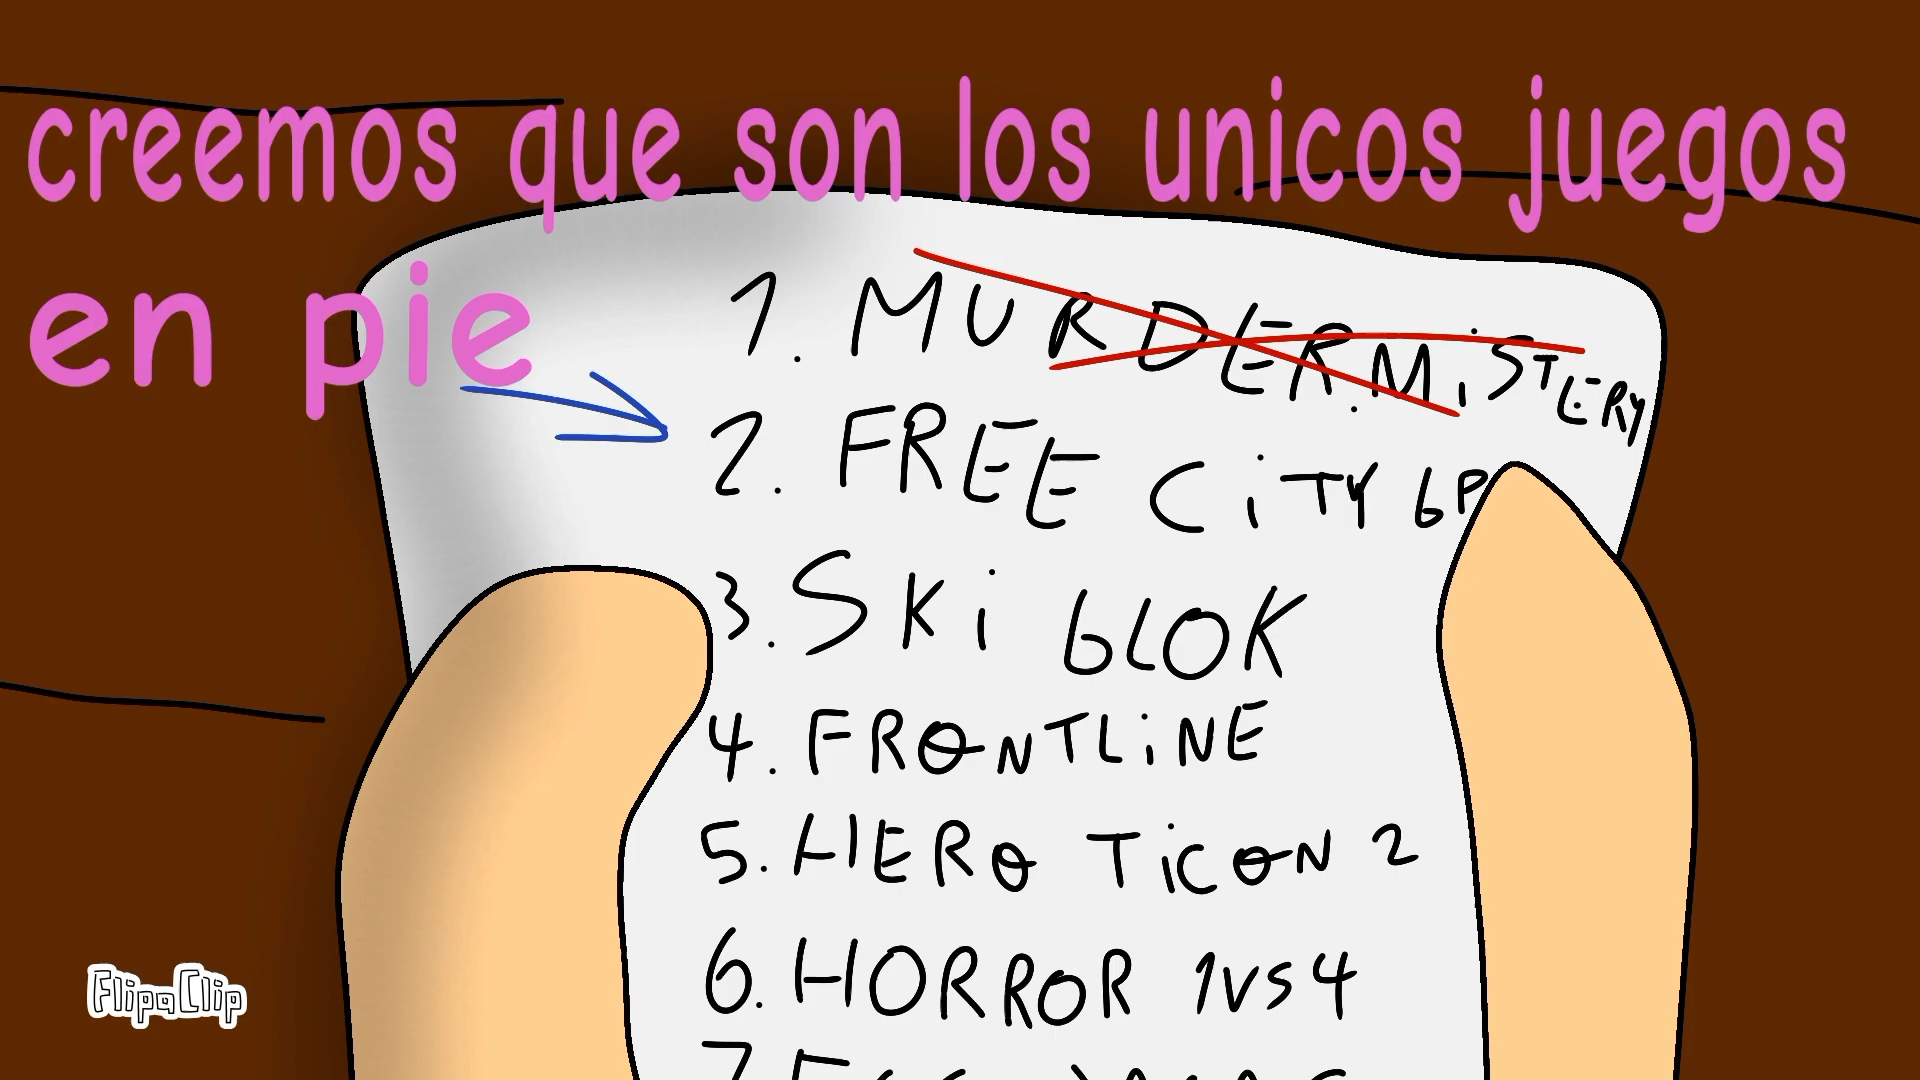 creemos que son los unicos juegos
en pie
1. MURDER MiSTERY
2. FREE CiTY
3. SKi bLOK
4. FRONTLiNE
5. HERO TiCON 2
6. HORROR 1VS4
7.
FlipaClip